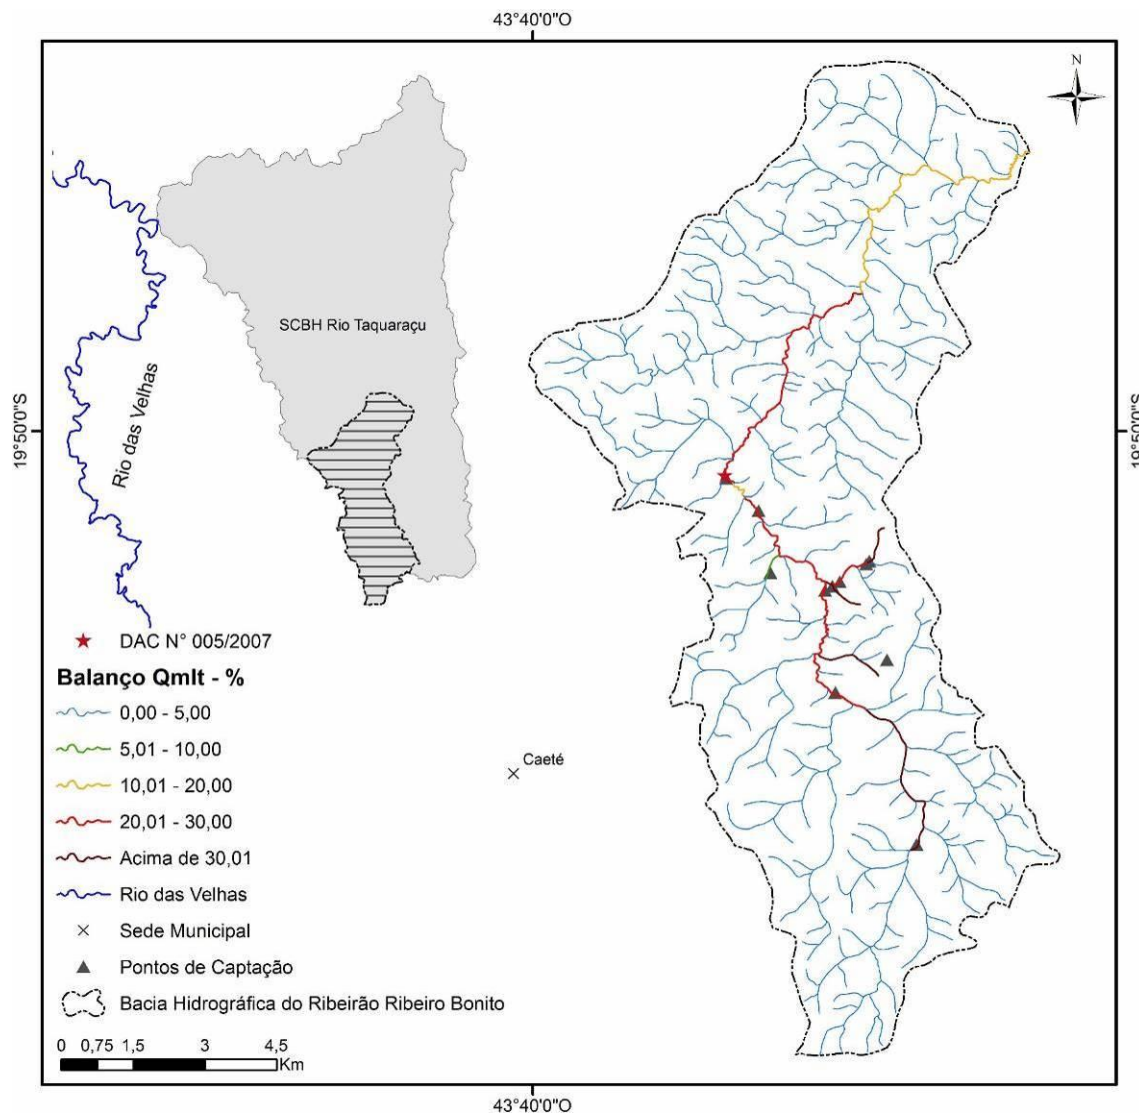 43°40'0"O
N
19°50'0"S
19°50'0"S
SCBH Rio Taquaraçu
Rio das Velhas
DAC N° 005/2007
Balanço Qmlt - %
0,00 - 5,00
5,01 - 10,00
10,01 - 20,00
20,01 - 30,00
Acima de 30,01
Rio das Velhas
Sede Municipal
Pontos de Captação
Bacia Hidrográfica do Ribeirão Ribeiro Bonito
Caeté
0 0,75 1,5 3 4,5
Km
43°40'0"O